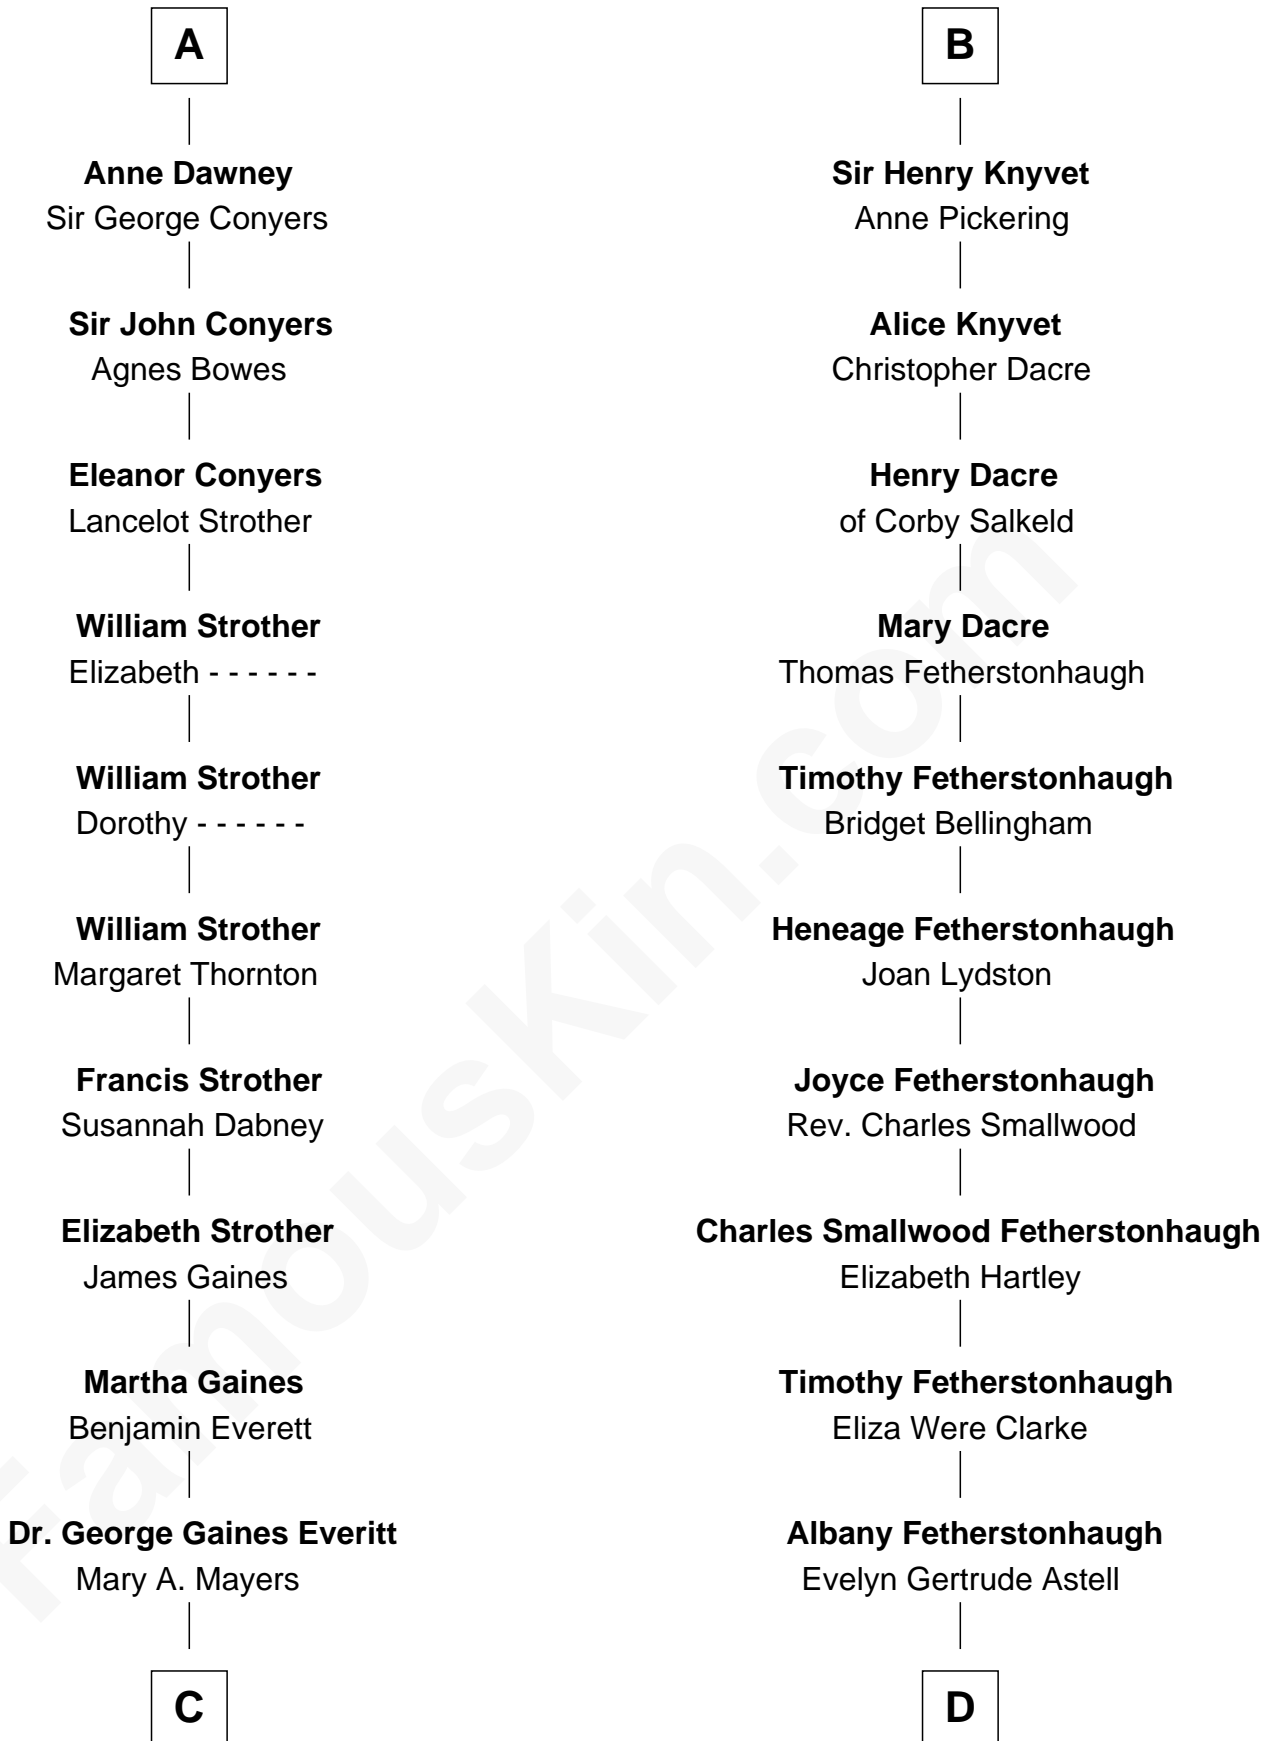 A
Anne Dawney
Sir George Conyers
Sir John Conyers
Agnes Bowes
Eleanor Conyers
Lancelot Strother
William Strother
Elizabeth - - - - - -
William Strother
Dorothy - - - - - -
William Strother
Margaret Thornton
Francis Strother
Susannah Dabney
Elizabeth Strother
James Gaines
Martha Gaines
Benjamin Everett
Dr. George Gaines Everitt
Mary A. Mayers
C
B
Sir Henry Knyvet
Anne Pickering
Alice Knyvet
Christopher Dacre
Henry Dacre
of Corby Salkeld
Mary Dacre
Thomas Fetherstonhaugh
Timothy Fetherstonhaugh
Bridget Bellingham
Heneage Fetherstonhaugh
Joan Lydston
Joyce Fetherstonhaugh
Rev. Charles Smallwood
Charles Smallwood Fetherstonhaugh
Elizabeth Hartley
Timothy Fetherstonhaugh
Eliza Were Clarke
Albany Fetherstonhaugh
Evelyn Gertrude Astell
D
FamousKin.com